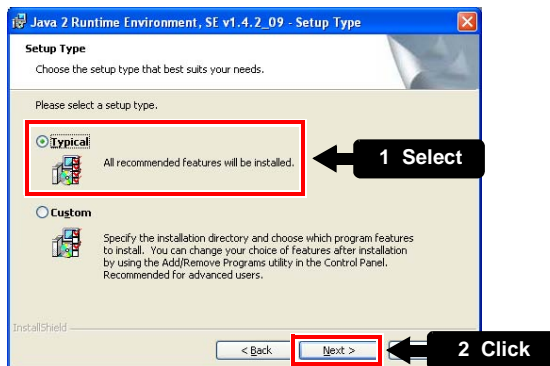 Java 2 Runtime Environment, SE v1.4.2_09 - Setup Type
Setup Type
Choose the setup type that best suits your needs.
Please select a setup type.
Typical
All recommended features will be installed.
1 Select
Custom
Specify the installation directory and choose which program features
to install. You can change your choice of features after installation
by using the Add/Remove Programs utility in the Control Panel.
Recommended for advanced users.
InstallShield
< Back
Next >
2 Click